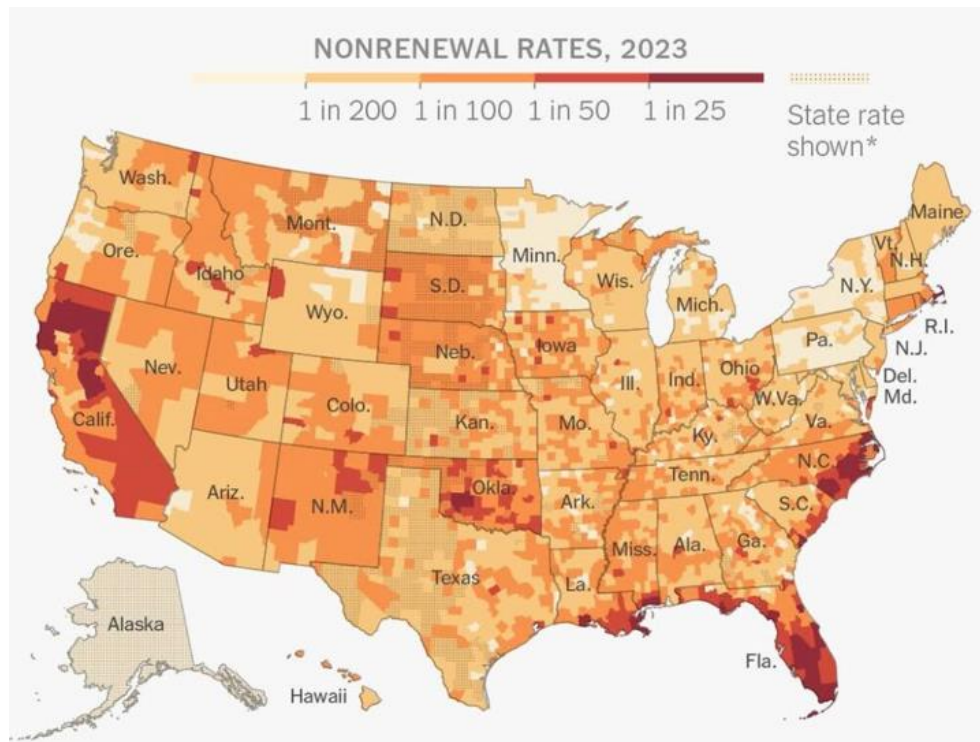 NONRENEWAL RATES, 2023
1 in 200 1 in 100 1 in 50 1 in 25
State rate
shown*
Wash.
Mont.
N.D.
Minn.
Maine
Ore.
Idaho
S.D.
Wis.
Mich.
Vt.
N.H.
N.Y.
Wyo.
R.I.
Neb.
Iowa
Pa.
N.J.
Nev.
Utah
Colo.
Ill.
Ind.
Ohio
Del.
Md.
Calif.
Kan.
Mo.
W.Va.
Va.
Ky.
N.C.
Ariz.
N.M.
Okla.
Ark.
Tenn.
S.C.
Texas
La.
Miss.
Ala.
Ga.
Alaska
Hawaii
Fla.